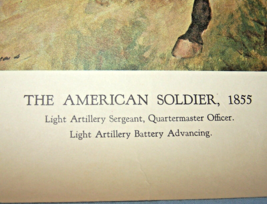 THE AMERICAN SOLDIER, 1855
Light Artillery Sergeant, Quartermaster Officer.
Light Artillery Battery Advancing.